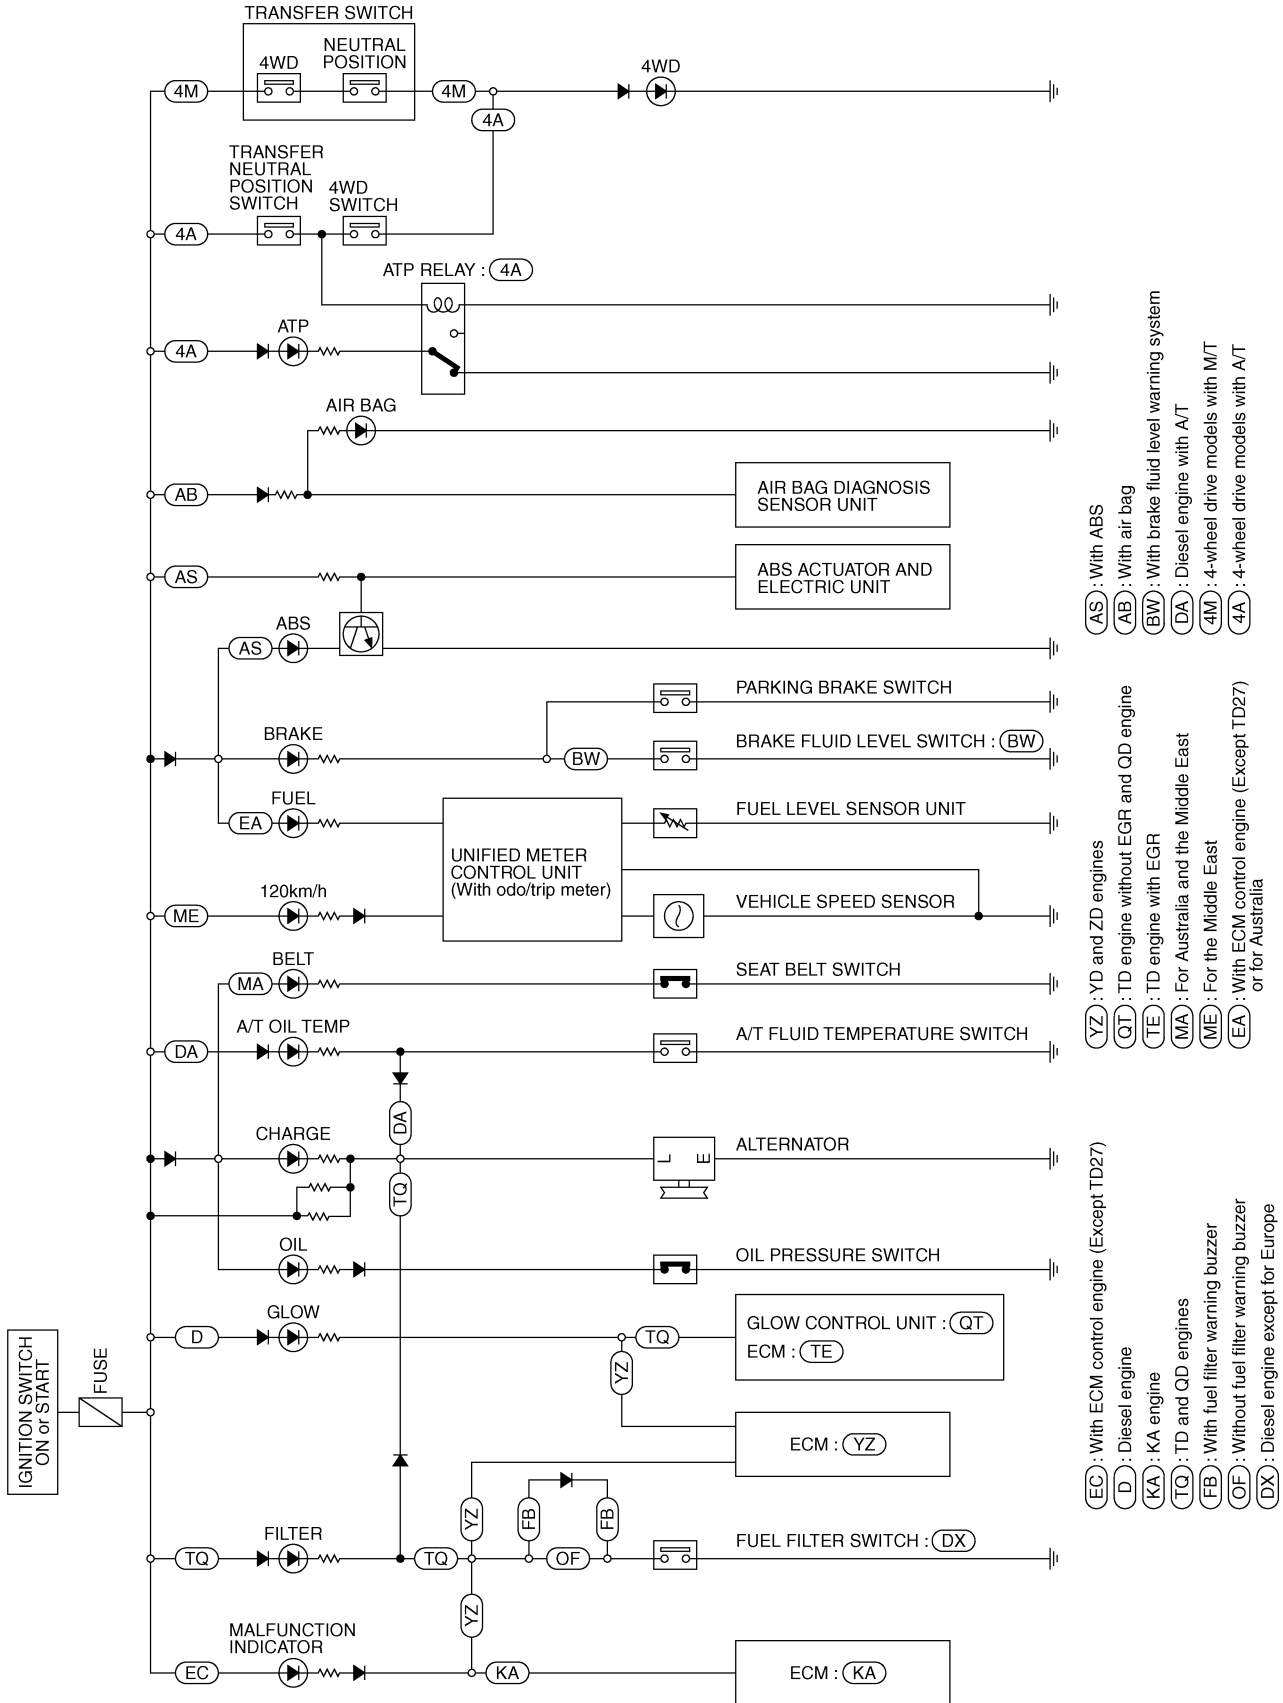 TRANSFER SWITCH
NEUTRAL
POSITION
4WD
4WD
4M
4M
4A
TRANSFER
NEUTRAL
POSITION
SWITCH
4WD
SWITCH
4A
ATP RELAY : 4A
ATP
4A
AIR BAG
AB
AIR BAG DIAGNOSIS
SENSOR UNIT
AS
ABS ACTUATOR AND
ELECTRIC UNIT
ABS
AS
PARKING BRAKE SWITCH
BRAKE
BW
BRAKE FLUID LEVEL SWITCH : BW
FUEL
EA
UNIFIED METER
CONTROL UNIT
(With odo/trip meter)
FUEL LEVEL SENSOR UNIT
120km/h
ME
VEHICLE SPEED SENSOR
BELT
MA
SEAT BELT SWITCH
A/T OIL TEMP
DA
A/T FLUID TEMPERATURE SWITCH
DA
CHARGE
L E
ALTERNATOR
TQ
OIL
OIL PRESSURE SWITCH
GLOW
D
TQ
GLOW CONTROL UNIT : QT
ECM : TE
YZ
IGNITION SWITCH
ON or START
FUSE
ECM : YZ
YZ
FB
FB
FILTER
TQ
TQ
OF
FUEL FILTER SWITCH : DX
YZ
MALFUNCTION
INDICATOR
EC
KA
ECM : KA
AS : With ABS
AB : With air bag
BW : With brake fluid level warning system
DA : Diesel engine with A/T
4M : 4-wheel drive models with M/T
4A : 4-wheel drive models with A/T
YZ : YD and ZD engines
QT : TD engine without EGR and QD engine
TE : TD engine with EGR
MA : For Australia and the Middle East
ME : For the Middle East
EA : With ECM control engine (Except TD27)
or for Australia
EC : With ECM control engine (Except TD27)
D : Diesel engine
KA : KA engine
TQ : TD and QD engines
FB : With fuel filter warning buzzer
OF : Without fuel filter warning buzzer
DX : Diesel engine except for Europe